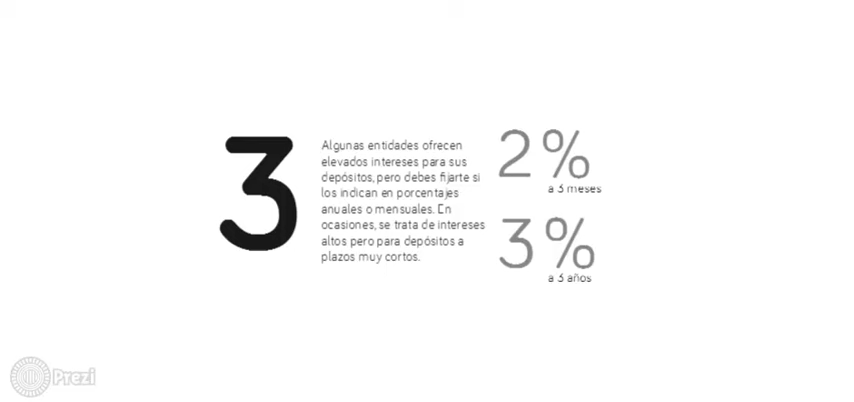 3
Algunas entidades ofrecen
elevados intereses para sus
depósitos, pero debes fijarte si
los indican en porcentajes
anuales o mensuales. En
ocasiones, se trata de intereses
altos pero para depósitos a
plazos muy cortos.
2%
a 3 meses
3%
a 3 años
Prezi